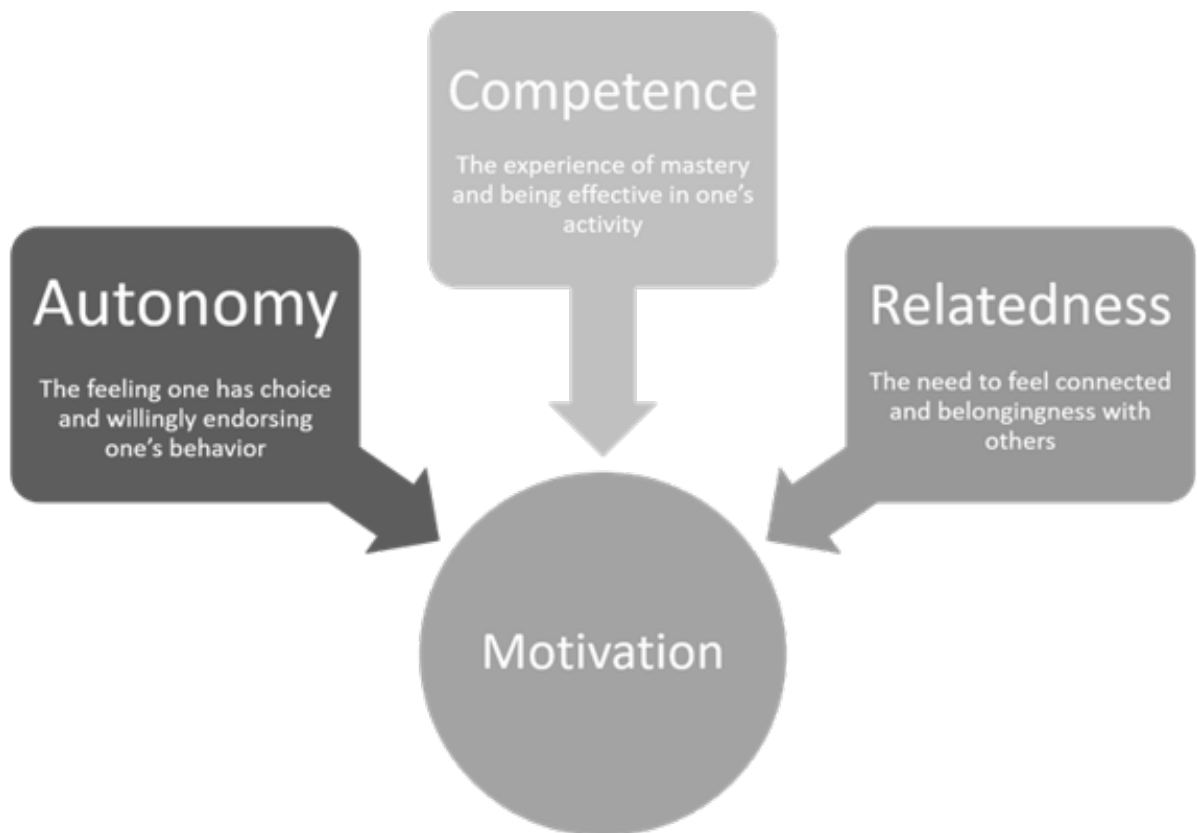 Competence
The experience of mastery
and being effective in one's
activity
Autonomy
The feeling one has choice
and willingly endorsing
one's behavior
Relatedness
The need to feel connected
and belongingness with
others
Motivation